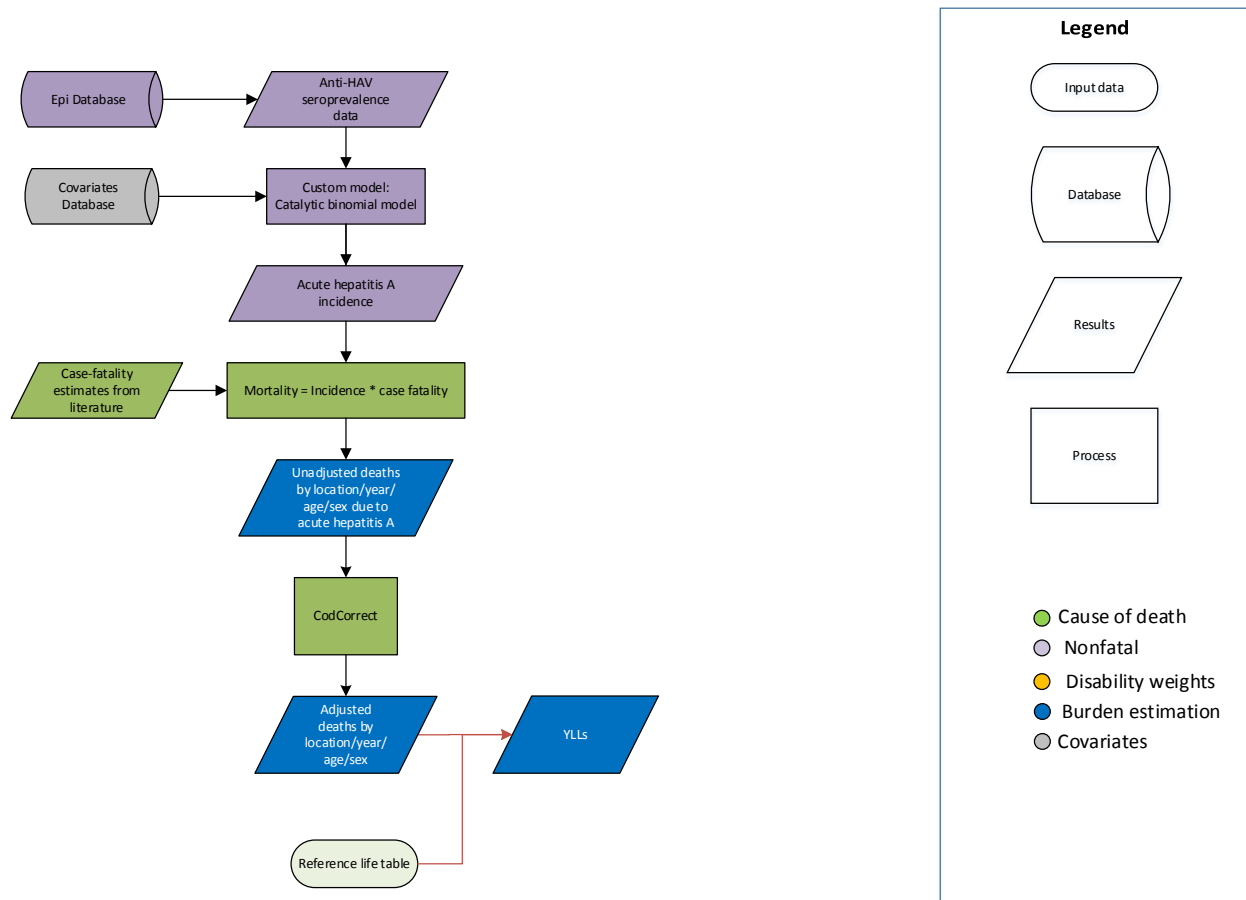 Epi Database
Anti-HAV
seroprevalence
data
Covariates
Database
Custom model:
Catalytic binomial model
Acute hepatitis A
incidence
Case-fatality
estimates from
literature
Mortality = Incidence * case fatality
Unadjusted deaths
by location/year/
age/sex due to
acute hepatitis A
CodCorrect
Adjusted
deaths by
location/year/
age/sex
YLLs
Reference life table
Legend
Input data
Database
Results
Process
Cause of death
Nonfatal
Disability weights
Burden estimation
Covariates